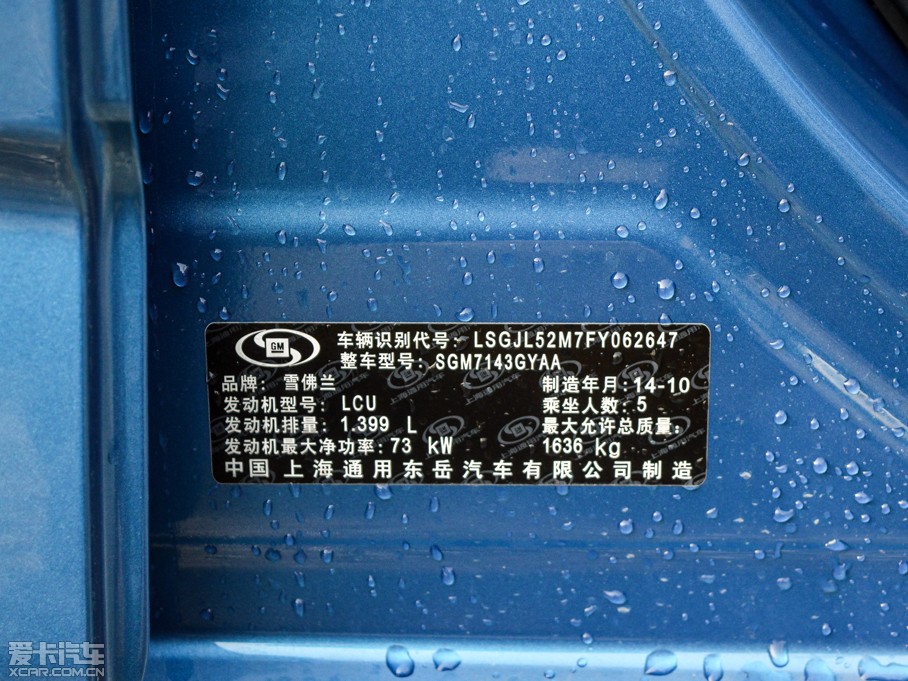 GM
车辆识别代号: LSGJL52M7FY062647
整车型号: SGM7143GYAA
品牌: 雪佛兰 制造年月:14-10
发动机型号: LCU 乘坐人数:5
发动机排量: 1.399 L 最大允许总质量:
发动机最大净功率:73 KW 1636 kg
中国 上海通用东岳汽车有限公司制造
爱卡汽车
XCAR.COM.CN